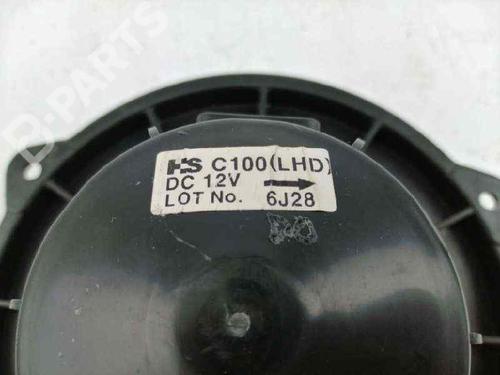 B-PARTS
HS C100(LHD)
DC 12V
LOT No. 6J28